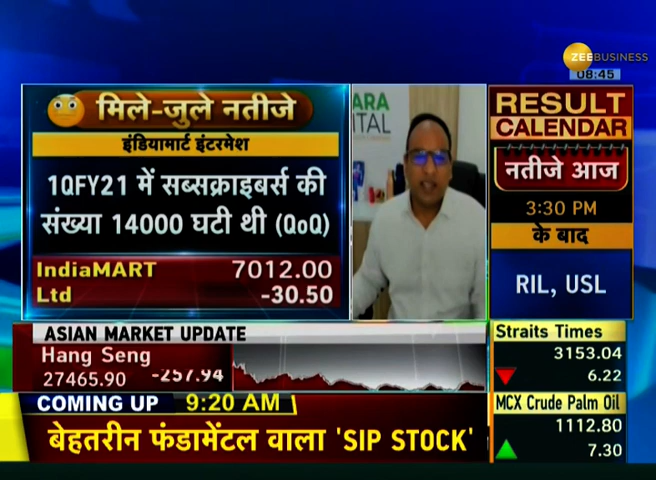 ZEEBUSINESS
08:45
मिले-जुले नतीजे
इंडियामार्ट इंटरमेश
1QFY21 में सब्सक्राइबर्स की
संख्या 14000 घटी थी (QoQ)
IndiaMART 7012.00
Ltd -30.50
ARA
ITAL
RESULT
CALENDAR
नतीजे आज
3:30 PM
के बाद
RIL, USL
ASIAN MARKET UPDATE
Hang Seng
27465.90 -257.94
Straits Times
3153.04
6.22
COMING UP 9:20 AM
बेहतरीन फंडामेंटल वाला 'SIP STOCK'
MCX Crude Palm Oil
1112.80
7.30